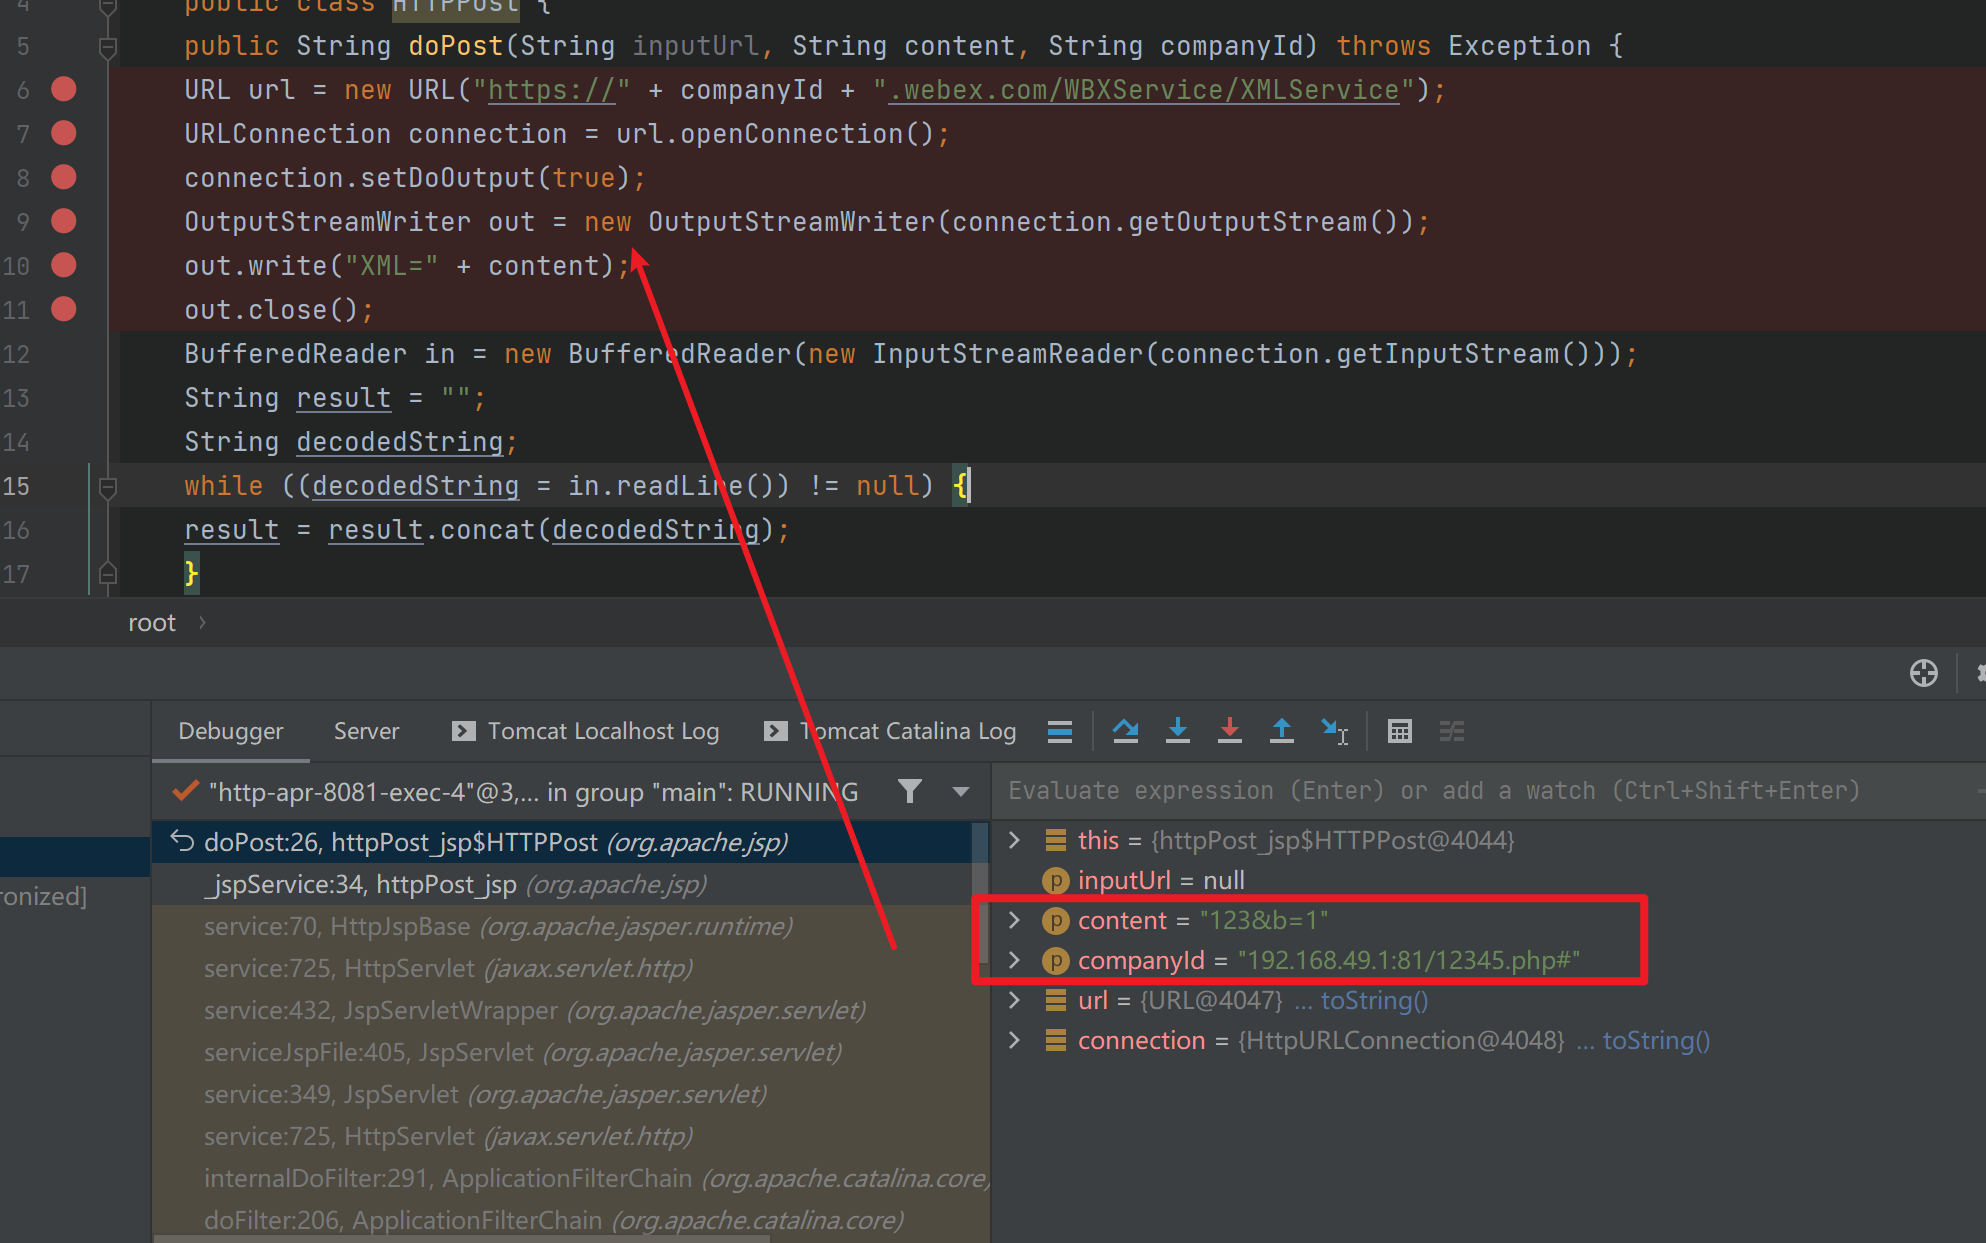 4 public class HTTPPost {
5 public String doPost(String inputUrl, String content, String companyId) throws Exception {
6 URL url = new URL("https://" + companyId + ".webex.com/WBXService/XMLService");
7 URLConnection connection = url.openConnection();
8 connection.setDoOutput(true);
9 OutputStreamWriter out = new OutputStreamWriter(connection.getOutputStream());
10 out.write("XML=" + content);
11 out.close();
12 BufferedReader in = new BufferedReader(new InputStreamReader(connection.getInputStream()));
13 String result = "";
14 String decodedString;
15 while ((decodedString = in.readLine()) != null) {
16 result = result.concat(decodedString);
17 }
root
Debugger Server Tomcat Localhost Log Tomcat Catalina Log
"http-apr-8081-exec-4"@3,... in group "main": RUNNING
Evaluate expression (Enter) or add a watch (Ctrl+Shift+Enter)
onized]
doPost:26, httpPost_jsp$HTTPPost (org.apache.jsp)
_jspService:34, httpPost_jsp (org.apache.jsp)
service:70, HttpJspBase (org.apache.jasper.runtime)
service:725, HttpServlet (javax.servlet.http)
service:432, JspServletWrapper (org.apache.jasper.servlet)
serviceJspFile:405, JspServlet (org.apache.jasper.servlet)
service:349, JspServlet (org.apache.jasper.servlet)
service:725, HttpServlet (javax.servlet.http)
internalDoFilter:291, ApplicationFilterChain (org.apache.catalina.core)
doFilter:206, ApplicationFilterChain (org.apache.catalina.core)
this = {httpPost_jsp$HTTPPost@4044}
p inputUrl = null
p content = "123&b=1"
p companyId = "192.168.49.1:81/12345.php#"
url = {URL@4047} ... toString()
connection = {HttpURLConnection@4048} ... toString()